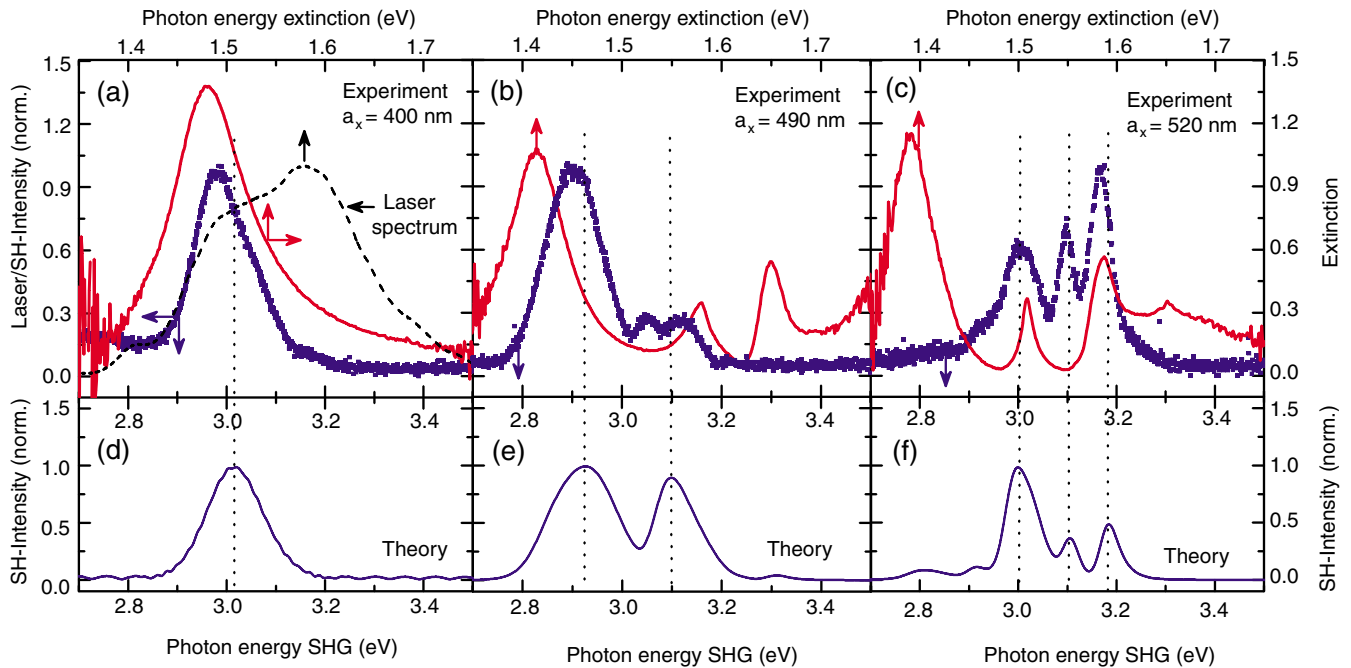 Photon energy extinction (eV) Photon energy extinction (eV) Photon energy extinction (eV)
1.4 1.5 1.6 1.7 1.4 1.5 1.6 1.7 1.4 1.5 1.6 1.7
Laser/SH-Intensity (norm.)
1.5
1.2
0.9
0.6
0.3
0.0
(a)
Experiment
aₓ = 400 nm
Laser
spectrum
(b)
Experiment
aₓ = 490 nm
(c)
Experiment
aₓ = 520 nm
1.5
1.2
0.9
0.6
0.3
0.0
Extinction
2.8 3.0 3.2 3.4 2.8 3.0 3.2 3.4 2.8 3.0 3.2 3.4
SH-Intensity (norm.)
1.5
1.0
0.5
0.0
(d)
Theory
(e)
Theory
(f)
Theory
1.5
1.0
0.5
0.0
SH-Intensity (norm.)
2.8 3.0 3.2 3.4 2.8 3.0 3.2 3.4 2.8 3.0 3.2 3.4
Photon energy SHG (eV) Photon energy SHG (eV) Photon energy SHG (eV)